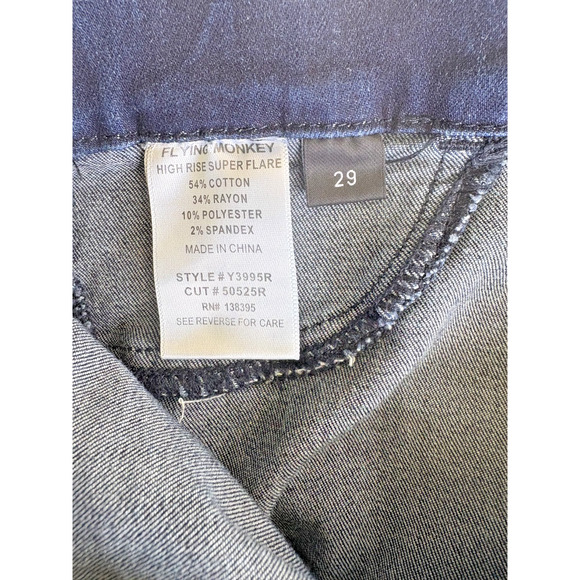 FLYING MONKEY
HIGH RISE SUPER FLARE
54% COTTON
34% RAYON
10% POLYESTER
2% SPANDEX
MADE IN CHINA
STYLE # Y3995R
CUT # 50525R
RN# 138395
SEE REVERSE FOR CARE
29